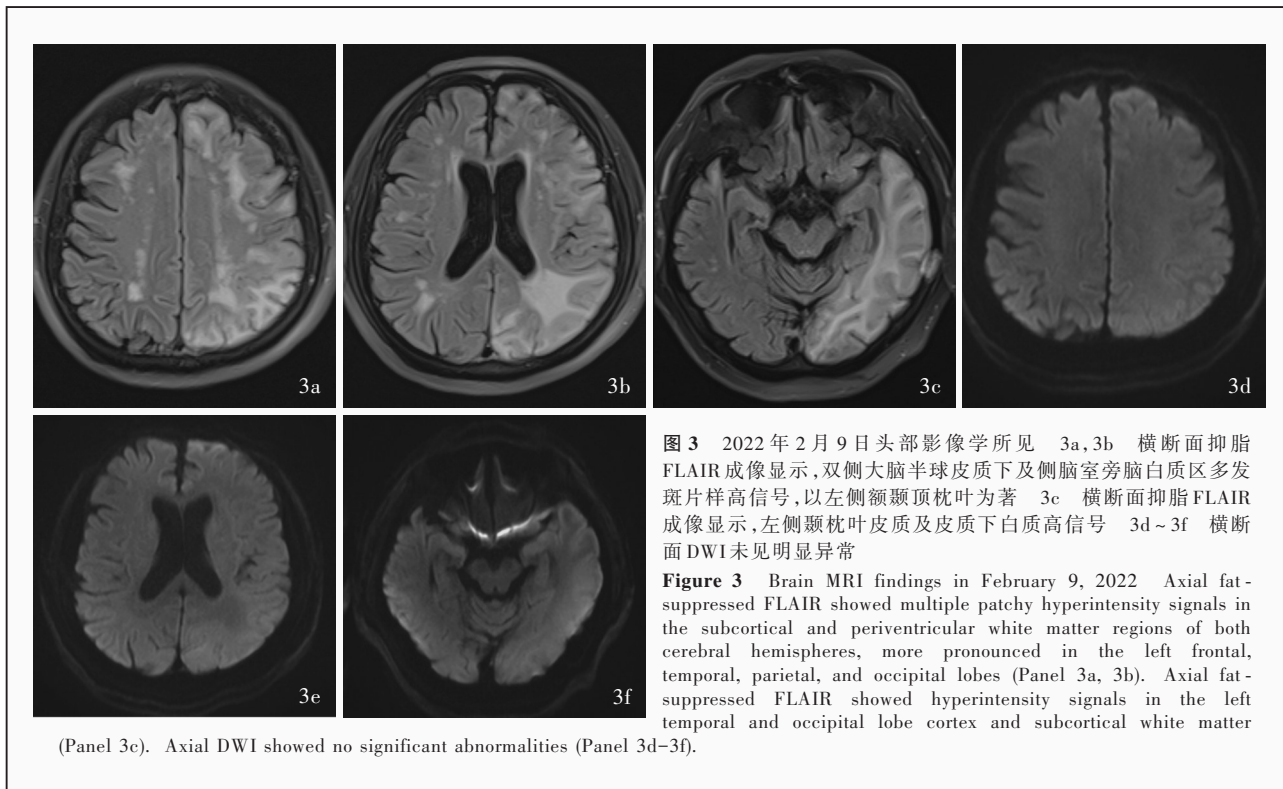 3a
3b
3c
3d
3e
3f
图 3 2022 年 2 月 9 日头部影像学所见 3a,3b 横断面抑脂
FLAIR 成像显示,双侧大脑半球皮质下及侧脑室旁脑白质区多发
斑片样高信号,以左侧额颞顶枕叶为著 3c 横断面抑脂 FLAIR
成像显示,左侧颞枕叶皮质及皮质下白质高信号 3d ~ 3f 横断
面 DWI 未见明显异常
Figure 3 Brain MRI findings in February 9, 2022 Axial fat-
suppressed FLAIR showed multiple patchy hyperintensity signals in
the subcortical and periventricular white matter regions of both
cerebral hemispheres, more pronounced in the left frontal,
temporal, parietal, and occipital lobes (Panel 3a, 3b). Axial fat-
suppressed FLAIR showed hyperintensity signals in the left
temporal and occipital lobe cortex and subcortical white matter
(Panel 3c). Axial DWI showed no significant abnormalities (Panel 3d-3f).